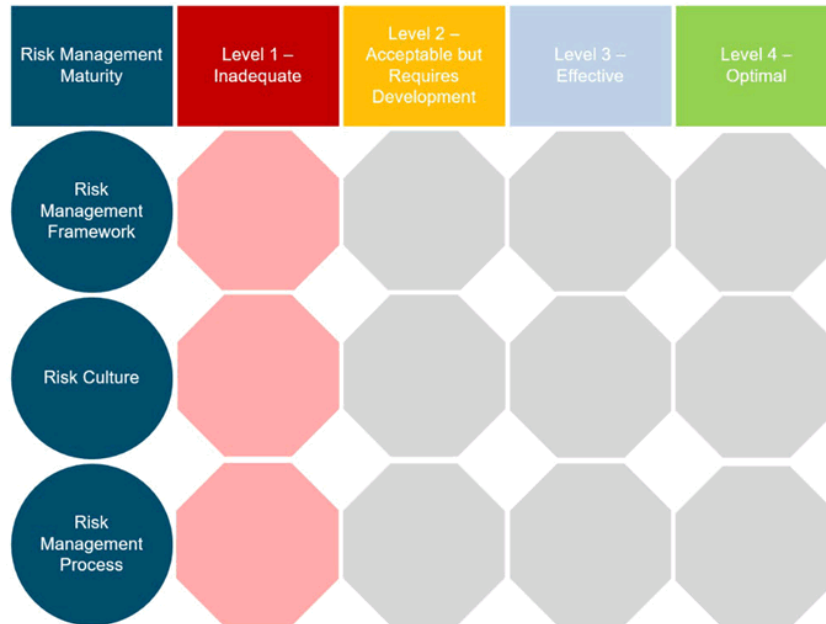 Risk Management
Maturity
Level 1 –
Inadequate
Level 2 –
Acceptable but
Requires
Development
Level 3 –
Effective
Level 4 –
Optimal
Risk
Management
Framework
Risk Culture
Risk
Management
Process